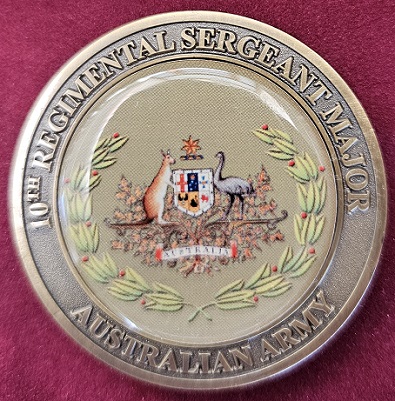 10TH REGIMENTAL SERGEANT MAJOR
AUSTRALIA
AUSTRALIAN ARMY